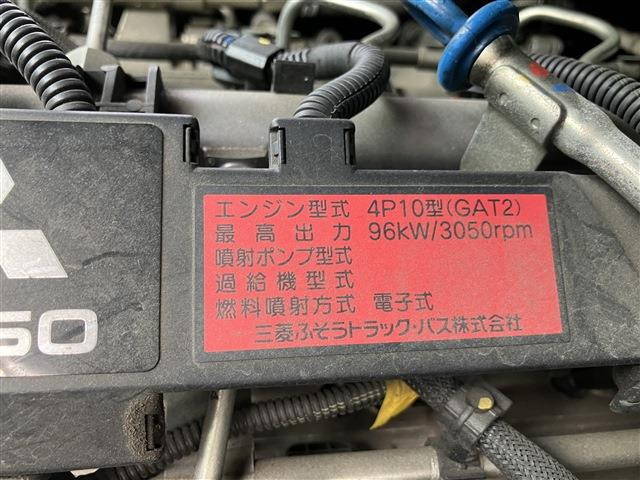 エンジン型式 4P10型(GAT2)
最高出力 96kW/3050rpm
噴射ポンプ型式
過給機型式
燃料噴射方式 電子式
三菱ふそうトラック・バス株式会社
50